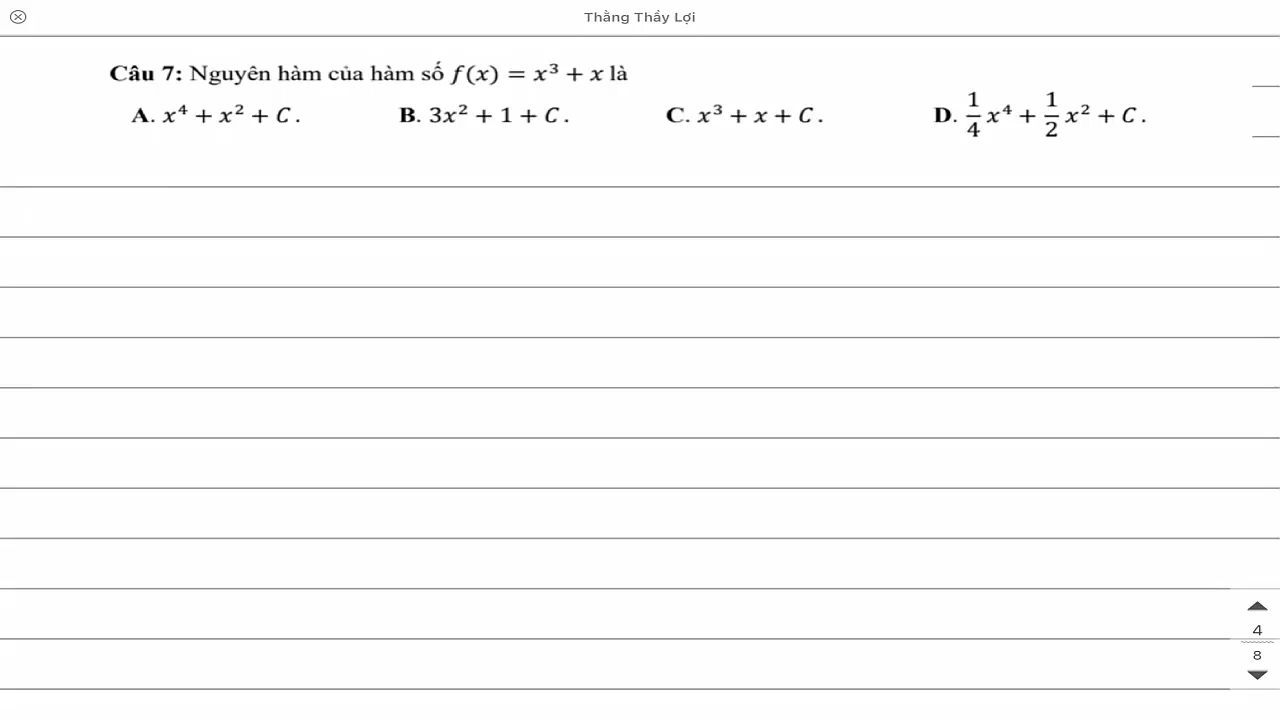 Thằng Thầy Lợi
Câu 7: Nguyên hàm của hàm số f(x) = x³ + x là
A. x⁴ + x² + C. B. 3x² + 1 + C. C. x³ + x + C. D. 1/4 x⁴ + 1/2 x² + C.
4
8